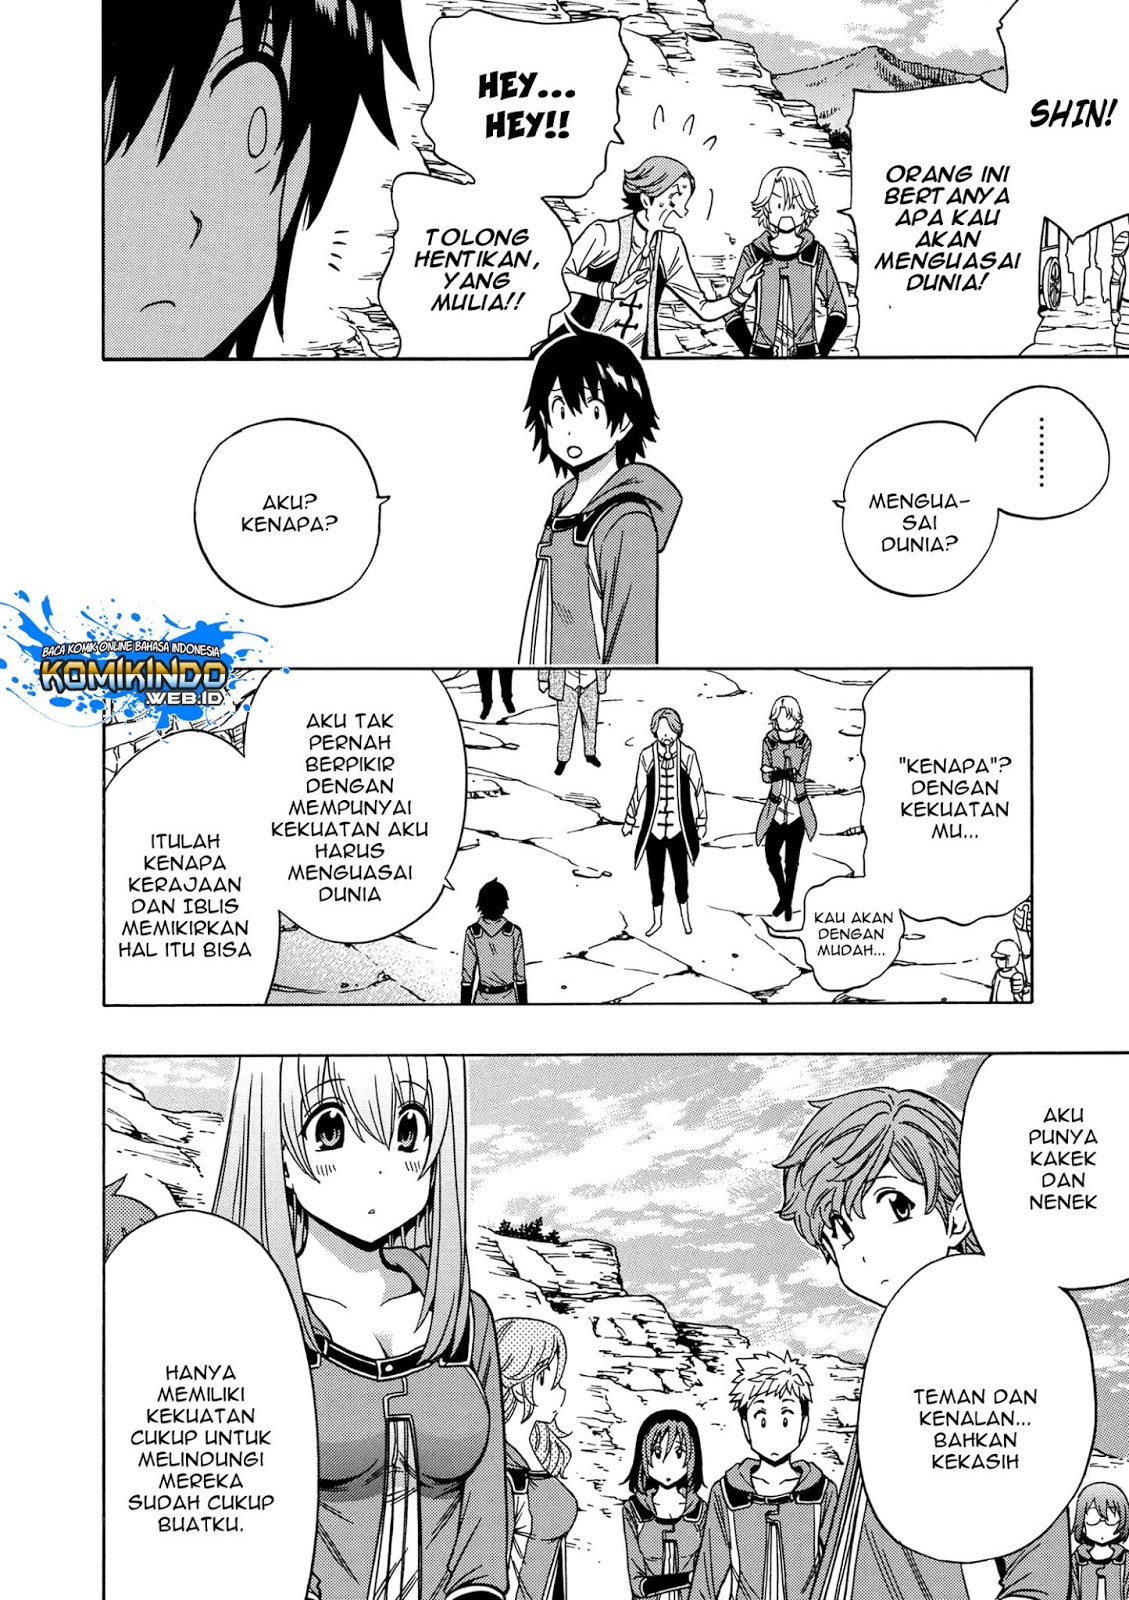 SHIN!
ORANG INI
BERTANYA
APA KAU
AKAN
MENGUASAI
DUNIA!
HEY...
HEY!!
TOLONG
HENTIKAN,
YANG
MULIA!!
.........
MENGUA-
SAI
DUNIA?
AKU?
KENAPA?
BACA KOMIK ONLINE BAHASA INDONESIA
KOMIKINDO
WEB.ID
"KENAPA"?
DENGAN
KEKUATAN
MU...
KAU AKAN
DENGAN
MUDAH...
AKU TAK
PERNAH
BERPIKIR
DENGAN
MEMPUNYAI
KEKUATAN AKU
HARUS
MENGUASAI
DUNIA
ITULAH
KENAPA
KERAJAAN
DAN IBLIS
MEMIKIRKAN
HAL ITU BISA
AKU
PUNYA
KAKEK
DAN
NENEK
TEMAN DAN
KENALAN...
BAHKAN
KEKASIH
HANYA
MEMILIKI
KEKUATAN
CUKUP UNTUK
MELINDUNGI
MEREKA
SUDAH CUKUP
BUATKU.